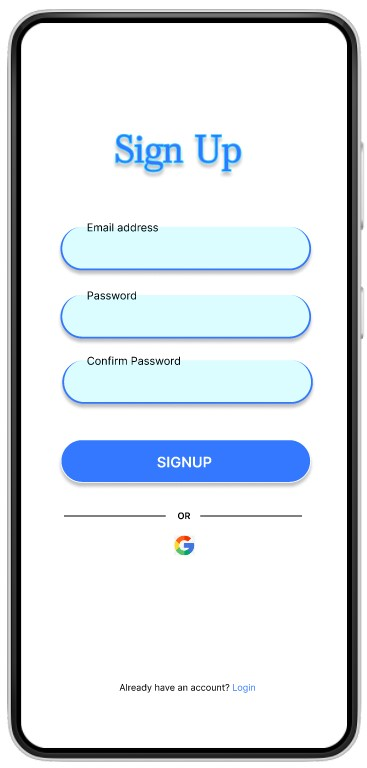 Sign Up
Email address
Password
Confirm Password
SIGNUP
OR
Already have an account? Login